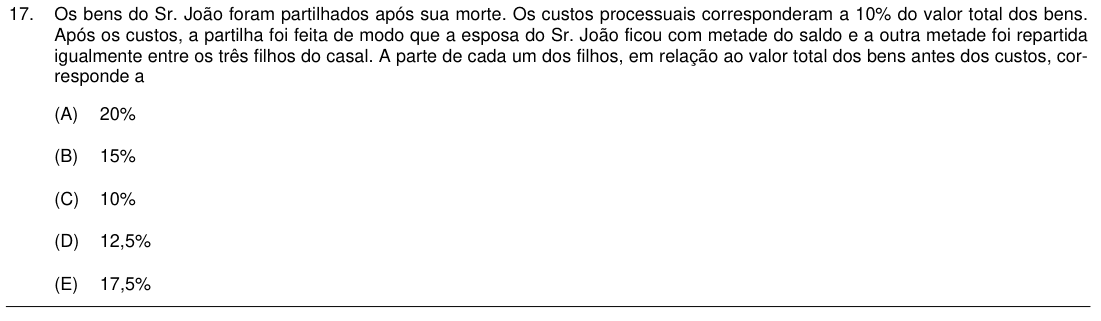 17. Os bens do Sr. João foram partilhados após sua morte. Os custos processuais corresponderam a 10% do valor total dos bens.
Após os custos, a partilha foi feita de modo que a esposa do Sr. João ficou com metade do saldo e a outra metade foi repartida
igualmente entre os três filhos do casal. A parte de cada um dos filhos, em relação ao valor total dos bens antes dos custos, cor-
responde a
(A) 20%
(B) 15%
(C) 10%
(D) 12,5%
(E) 17,5%